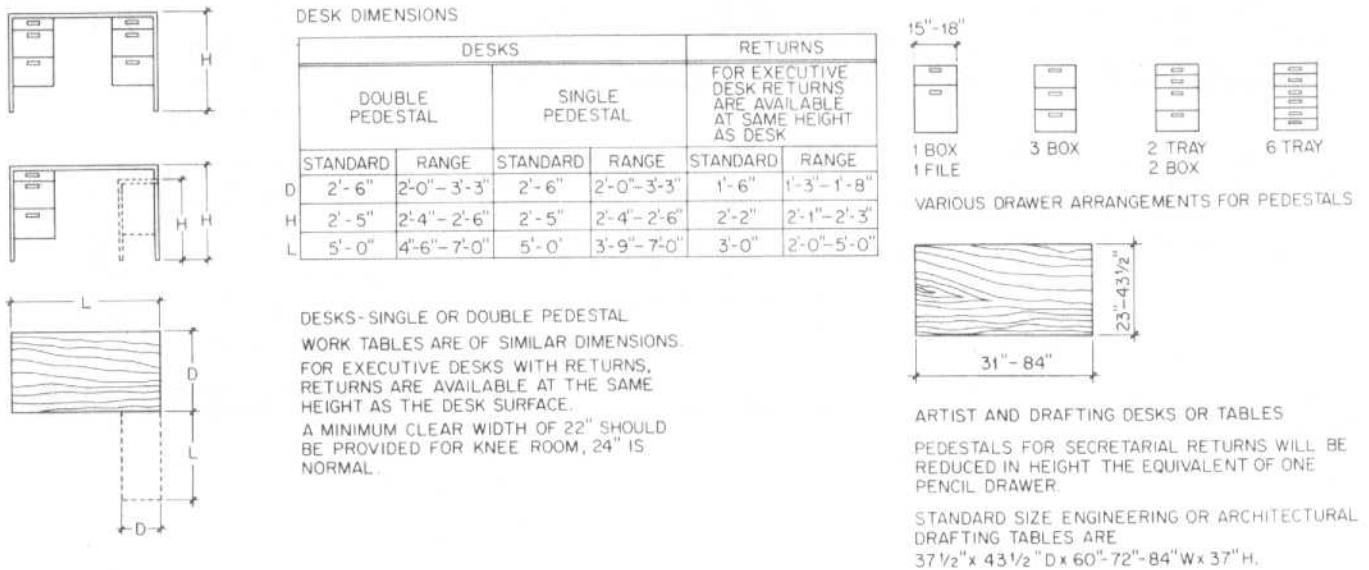 DESK DIMENSIONS
DESKS RETURNS
DOUBLE
PEDESTAL
SINGLE
PEDESTAL
FOR EXECUTIVE
DESK RETURNS
ARE AVAILABLE
AT SAME HEIGHT
AS DESK
STANDARD RANGE STANDARD RANGE STANDARD RANGE
D 2'-6" 2'-0"-3'-3" 2'-6" 2'-0"-3'-3" 1'-6" 1'-3"-1'-8"
H 2'-5" 2'-4"-2'-6" 2'-5" 2'-4"-2'-6" 2'-2" 2'-1"-2'-3"
L 5'-0" 4'-6"-7'-0" 5'-0' 3'-9"-7'-0" 3'-0" 2'-0"-5'-0"
H
H H
L
D
L
D
DESKS-SINGLE OR DOUBLE PEDESTAL
WORK TABLES ARE OF SIMILAR DIMENSIONS.
FOR EXECUTIVE DESKS WITH RETURNS,
RETURNS ARE AVAILABLE AT THE SAME
HEIGHT AS THE DESK SURFACE.
A MINIMUM CLEAR WIDTH OF 22" SHOULD
BE PROVIDED FOR KNEE ROOM, 24" IS
NORMAL.
15"-18"
1 BOX
1 FILE
3 BOX
2 TRAY
2 BOX
6 TRAY
VARIOUS DRAWER ARRANGEMENTS FOR PEDESTALS
23"-43 1/2"
31"-84"
ARTIST AND DRAFTING DESKS OR TABLES
PEDESTALS FOR SECRETARIAL RETURNS WILL BE
REDUCED IN HEIGHT THE EQUIVALENT OF ONE
PENCIL DRAWER.
STANDARD SIZE ENGINEERING OR ARCHITECTURAL
DRAFTING TABLES ARE
37 1/2" x 43 1/2" D x 60"-72"-84" W x 37" H.